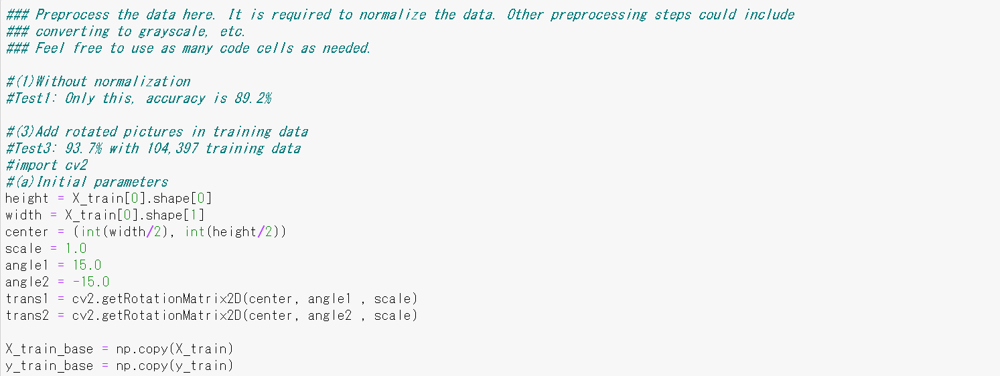 ### Preprocess the data here. It is required to normalize the data. Other preprocessing steps could include
### converting to grayscale, etc.
### Feel free to use as many code cells as needed.
#(1)Without normalization
#Test1: Only this, accuracy is 89.2%
#(3)Add rotated pictures in training data
#Test3: 93.7% with 104,397 training data
#import cv2
#(a)Initial parameters
height = X_train[0].shape[0]
width = X_train[0].shape[1]
center = (int(width/2), int(height/2))
scale = 1.0
angle1 = 15.0
angle2 = -15.0
trans1 = cv2.getRotationMatrix2D(center, angle1 , scale)
trans2 = cv2.getRotationMatrix2D(center, angle2 , scale)
X_train_base = np.copy(X_train)
y_train_base = np.copy(y_train)